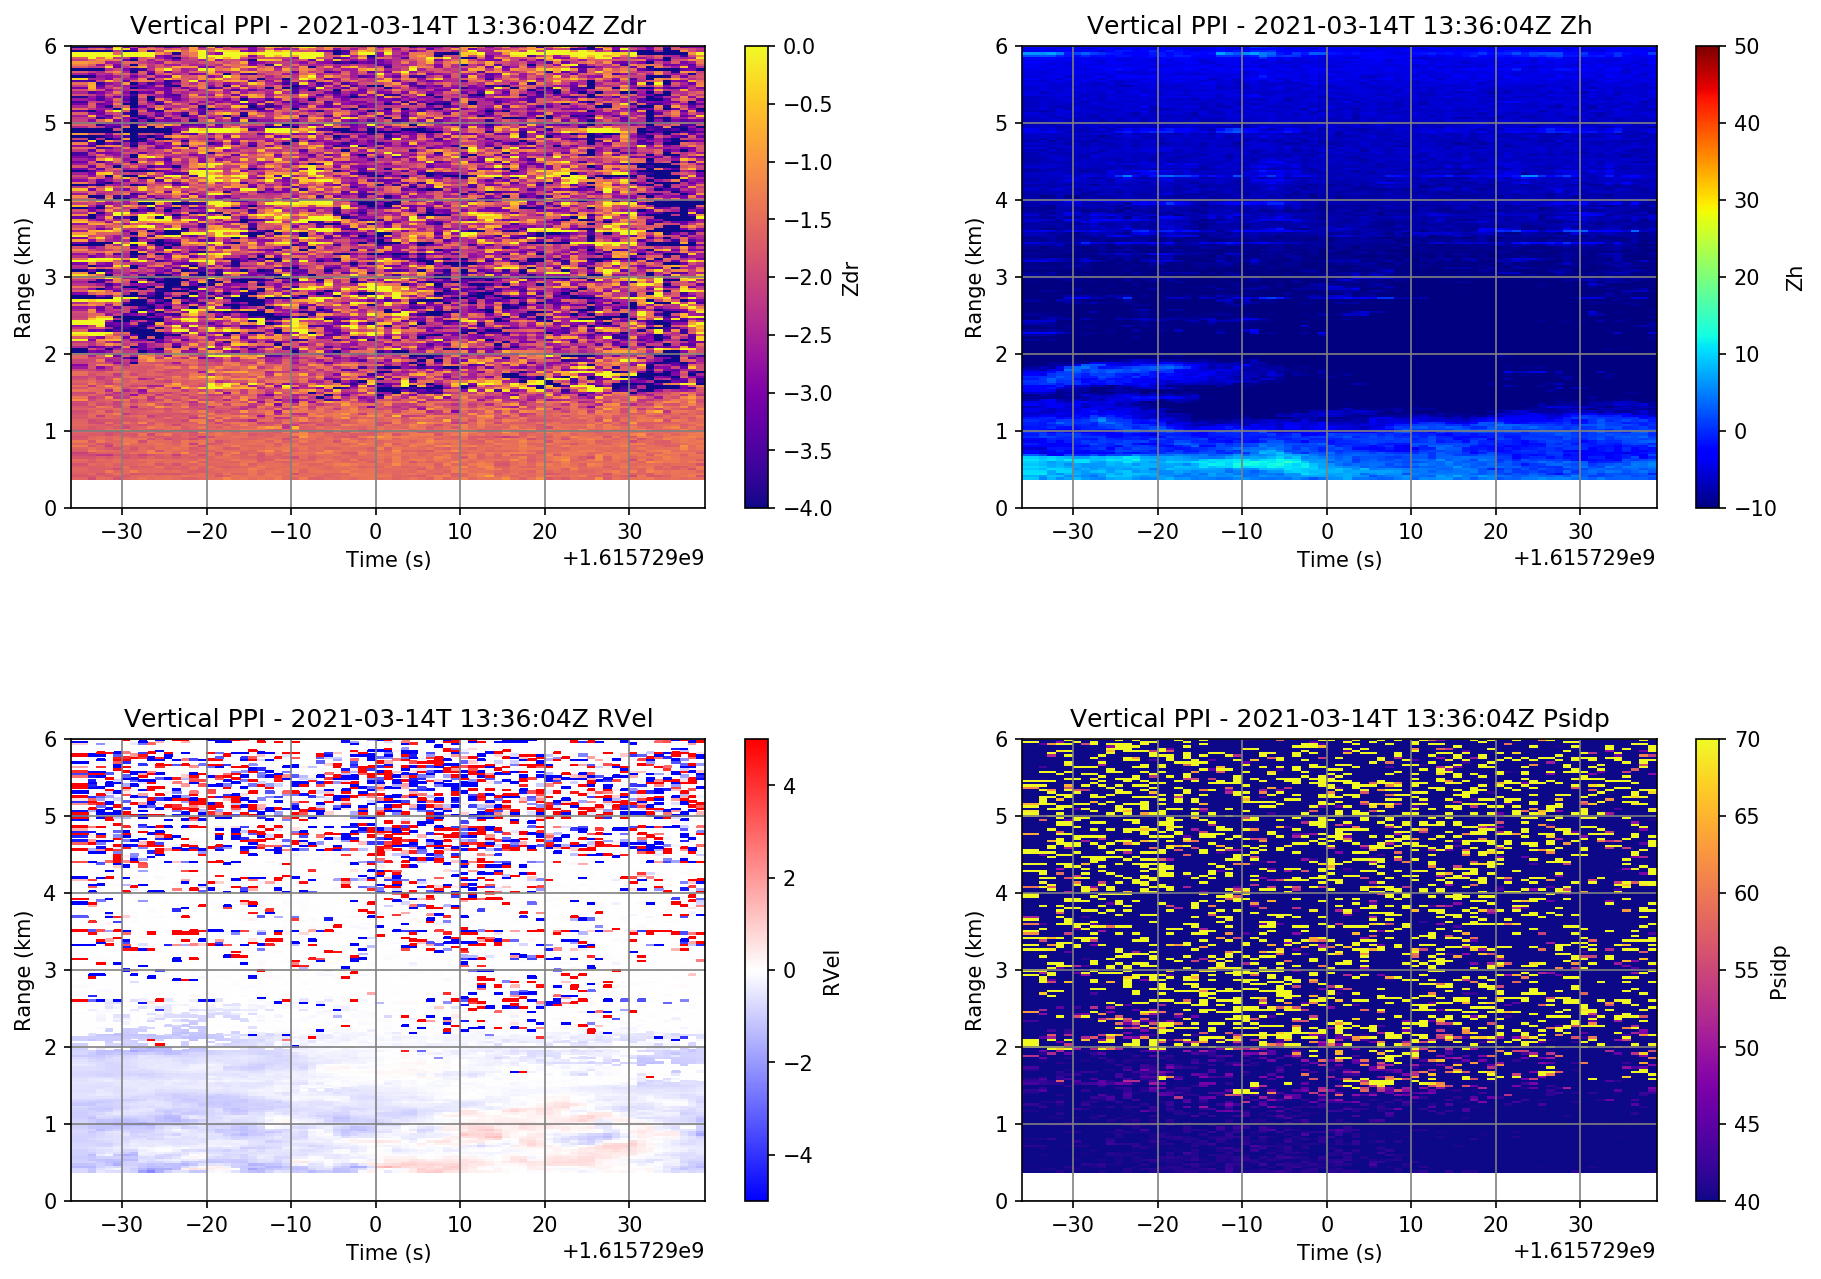 Vertical PPI - 2021-03-14T 13:36:04Z Zdr
6
5
4
3
2
1
0
Range (km)
−30 −20 −10 0 10 20 30
Time (s)
+1.615729e9
0.0
−0.5
−1.0
−1.5
−2.0
−2.5
−3.0
−3.5
−4.0
Zdr
Vertical PPI - 2021-03-14T 13:36:04Z Zh
6
5
4
3
2
1
0
Range (km)
−30 −20 −10 0 10 20 30
Time (s)
+1.615729e9
50
40
30
20
10
0
−10
Zh
Vertical PPI - 2021-03-14T 13:36:04Z RVel
6
5
4
3
2
1
0
Range (km)
−30 −20 −10 0 10 20 30
Time (s)
+1.615729e9
4
2
0
−2
−4
RVel
Vertical PPI - 2021-03-14T 13:36:04Z Psidp
6
5
4
3
2
1
0
Range (km)
−30 −20 −10 0 10 20 30
Time (s)
+1.615729e9
70
65
60
55
50
45
40
Psidp